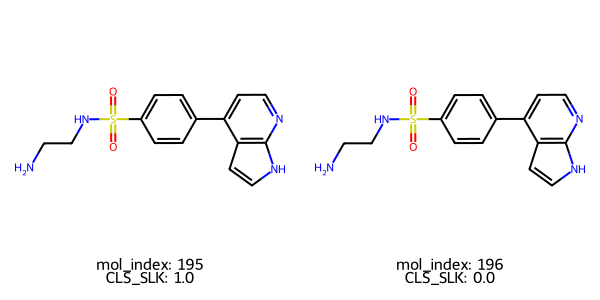 O
HN
S
N
O
H₂N
NH
mol_index: 195
CLS_SLK: 1.0
O
HN
S
N
O
H₂N
NH
mol_index: 196
CLS_SLK: 0.0